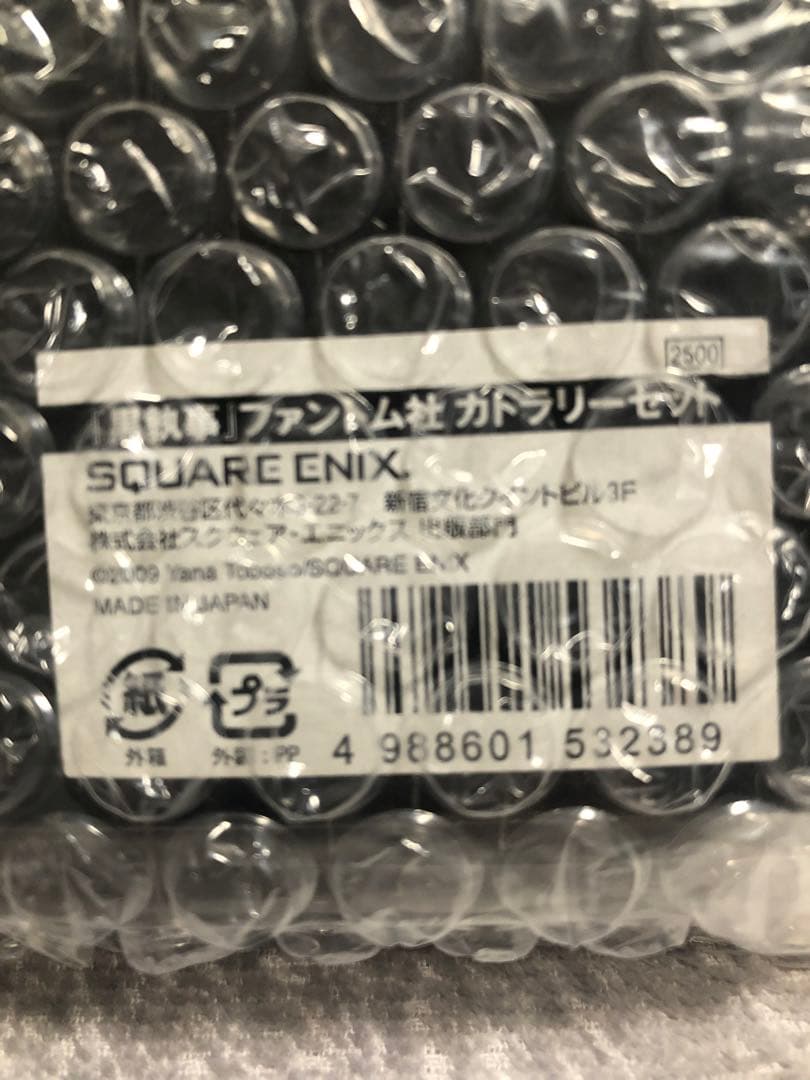 2500
『黒執事』ファントム社 カトラリーセット
SQUARE ENIX.
東京都渋谷区代々木3-22-7 新宿文化クイントビル3F
株式会社スクウェア・エニックス 出版部門
©2009 Yana Toboso/SQUARE ENIX
MADE IN JAPAN
紙 プラ
外箱 外袋:PP
4 988601 532389